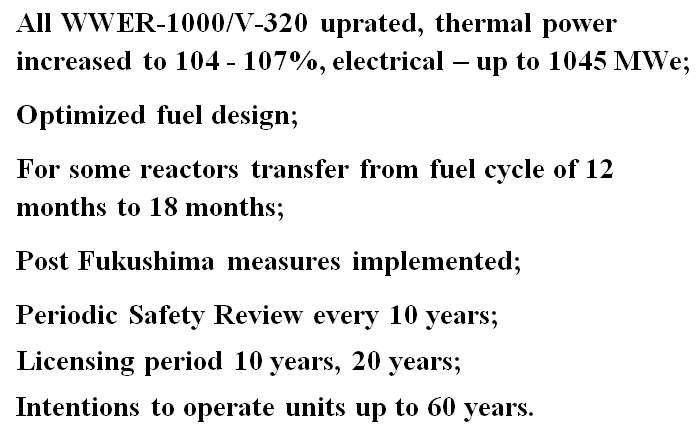 All WWER-1000/V-320 uprated, thermal power
increased to 104 - 107%, electrical – up to 1045 MWe;
Optimized fuel design;
For some reactors transfer from fuel cycle of 12
months to 18 months;
Post Fukushima measures implemented;
Periodic Safety Review every 10 years;
Licensing period 10 years, 20 years;
Intentions to operate units up to 60 years.